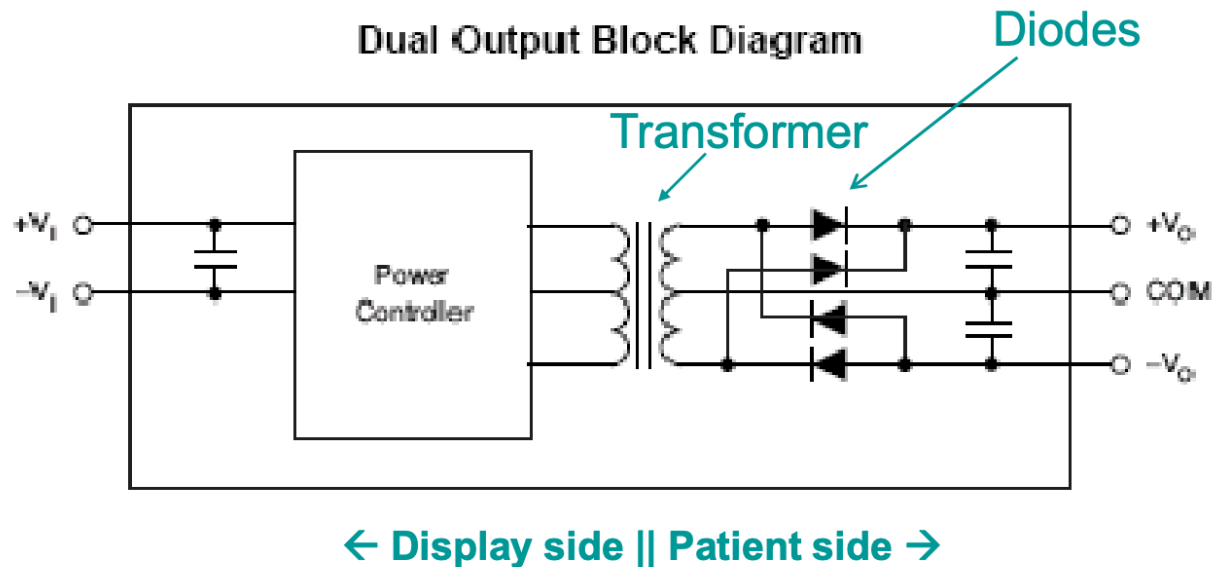 Dual Output Block Diagram
Diodes
Transformer
+VI
–VI
Power
Controller
+VO
COM
–VO
← Display side || Patient side →